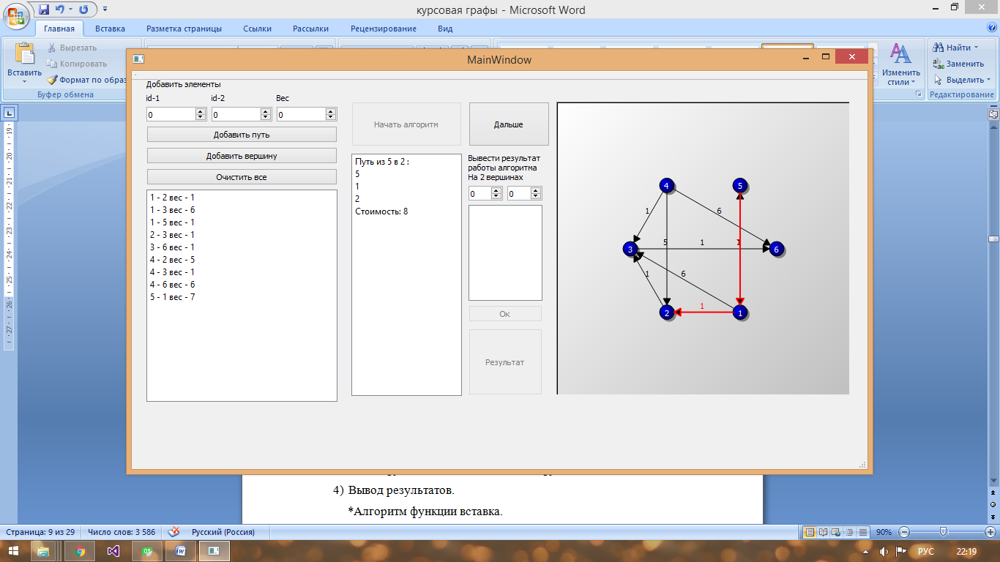 курсовая графы - Microsoft Word
Главная Вставка Разметка страницы Ссылки Рассылки Рецензирование Вид
Вставить
Вырезать
Копировать
Формат по образ
Буфер обмена
Изменить стили
Найти
Заменить
Выделить
Редактирование
MainWindow
Добавить элементы
id-1 id-2 Вес
0 0 0
Добавить путь
Добавить вершину
Очистить все
1 - 2 вес - 1
1 - 3 вес - 6
1 - 5 вес - 1
2 - 3 вес - 1
3 - 6 вес - 1
4 - 2 вес - 5
4 - 3 вес - 1
4 - 6 вес - 6
5 - 1 вес - 7
Начать алгоритм
Дальше
Путь из 5 в 2 :
5
1
2
Стоимость: 8
Вывести результат
работы алгоритма
На 2 вершинах
0 0
Ок
Результат
4 5
1 6
5 1
3 6
1 6
1
2 1
4) Вывод результатов.
*Алгоритм функции вставка.
Страница: 9 из 29 Число слов: 3 586 Русский (Россия) 90%
РУС 22:19